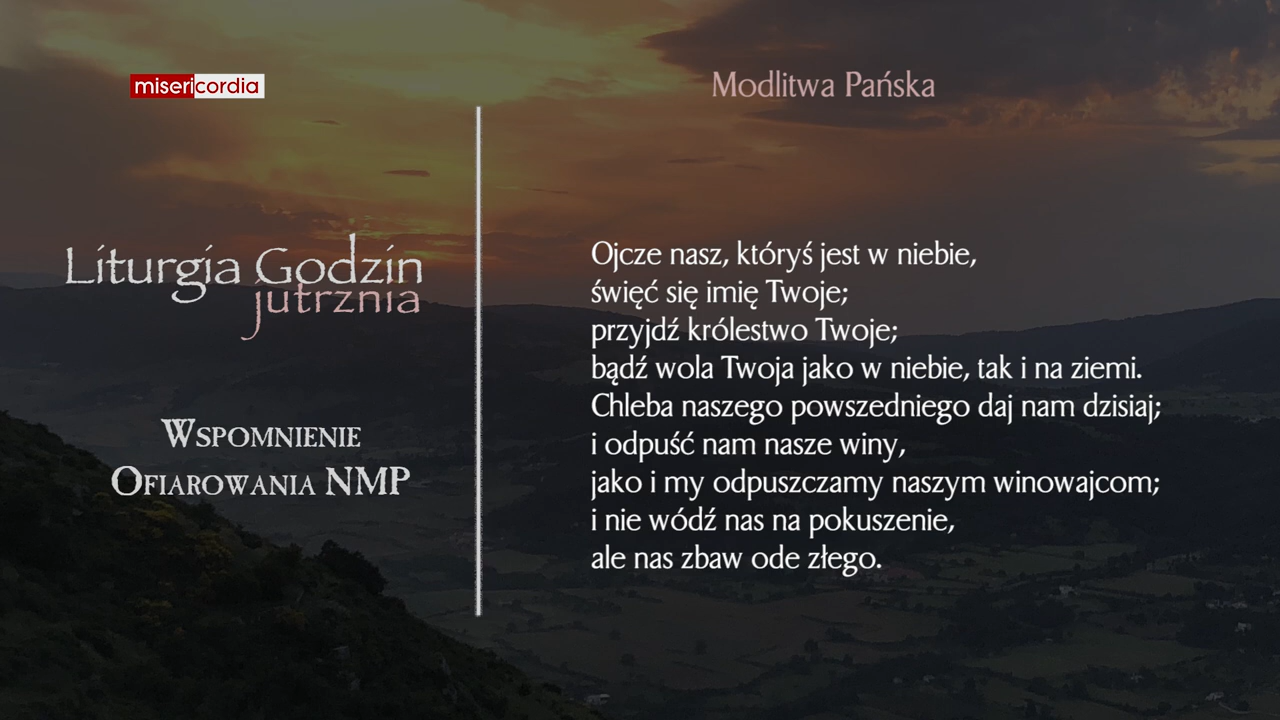 misericordia
Liturgia Godzin
jutrznia
Wspomnienie
Ofiarowania NMP
Modlitwa Pańska
Ojcze nasz, któryś jest w niebie,
święć się imię Twoje;
przyjdź królestwo Twoje;
bądź wola Twoja jako w niebie, tak i na ziemi.
Chleba naszego powszedniego daj nam dzisiaj;
i odpuść nam nasze winy,
jako i my odpuszczamy naszym winowajcom;
i nie wódź nas na pokuszenie,
ale nas zbaw ode złego.